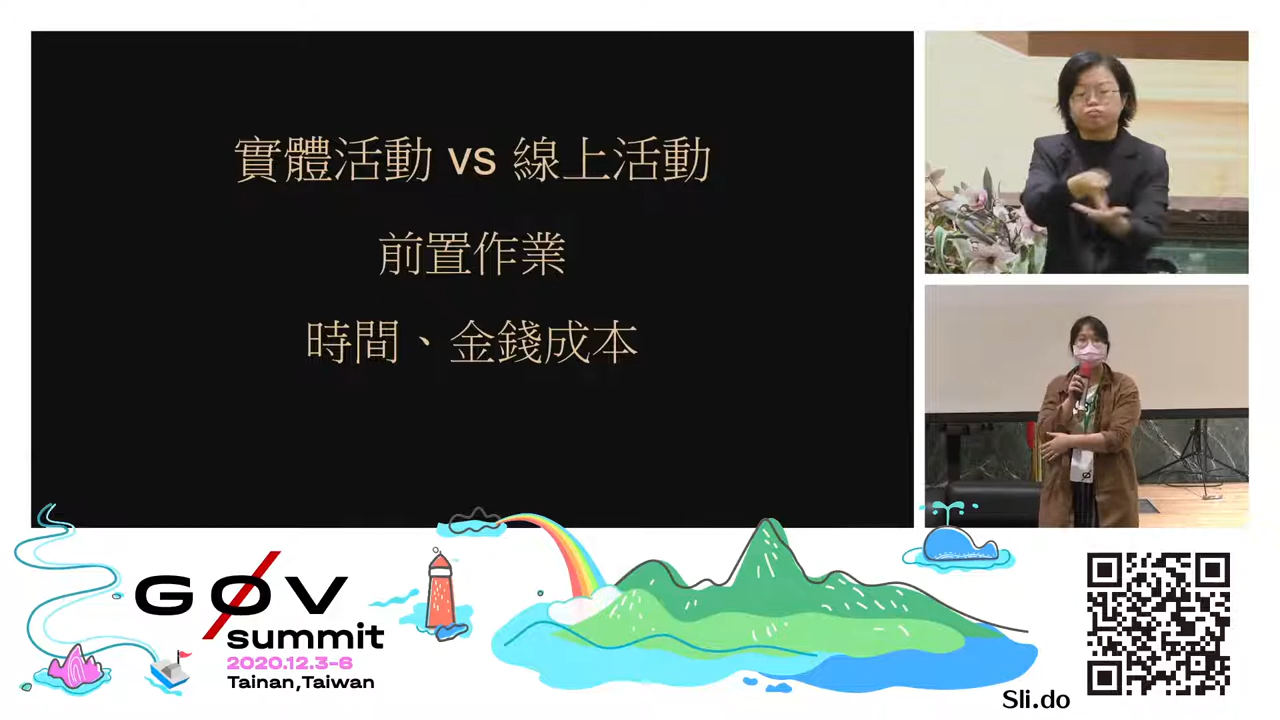 實體活動 vs 線上活動
前置作業
時間、金錢成本
GØV
summit
2020.12.3-6
Tainan,Taiwan
Sli.do